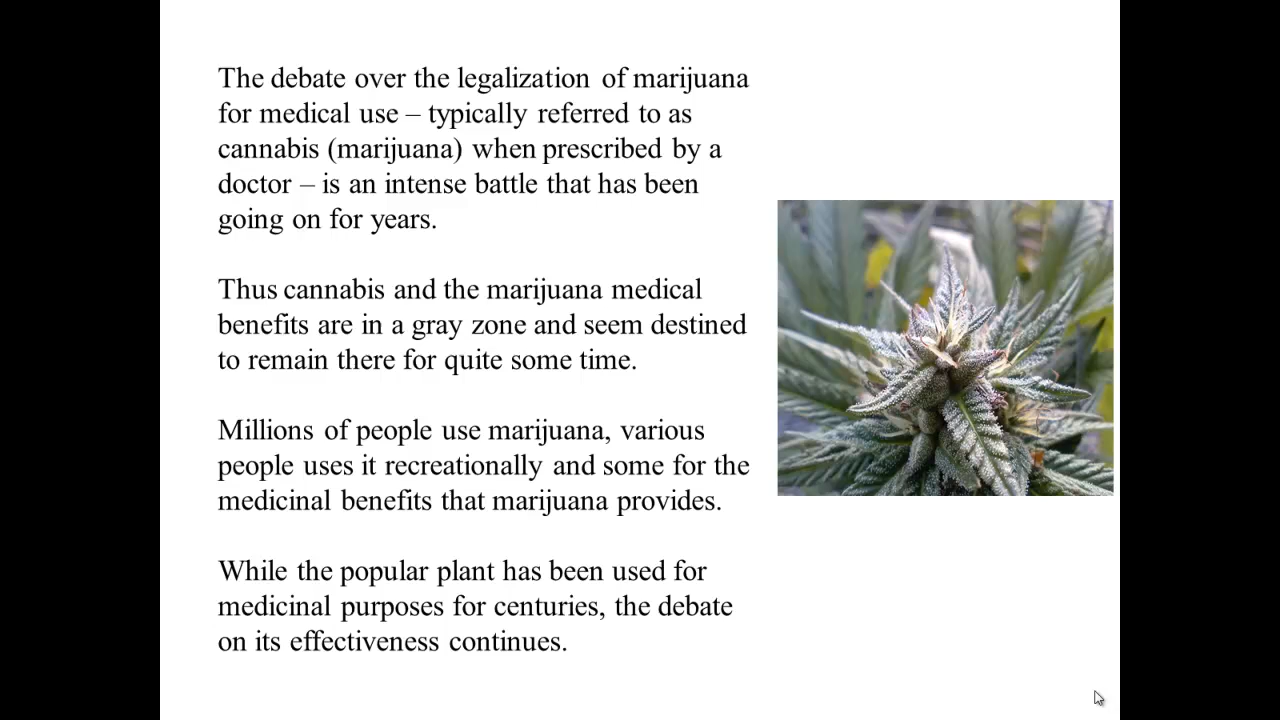 The debate over the legalization of marijuana
for medical use – typically referred to as
cannabis (marijuana) when prescribed by a
doctor – is an intense battle that has been
going on for years.
Thus cannabis and the marijuana medical
benefits are in a gray zone and seem destined
to remain there for quite some time.
Millions of people use marijuana, various
people uses it recreationally and some for the
medicinal benefits that marijuana provides.
While the popular plant has been used for
medicinal purposes for centuries, the debate
on its effectiveness continues.